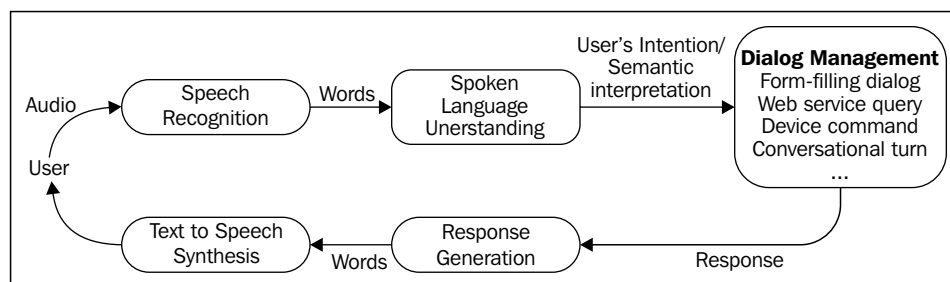 Audio
User
Speech
Recognition
Words
Spoken
Language
Unerstanding
User's Intention/
Semantic
interpretation
Dialog Management
Form-filling dialog
Web service query
Device command
Conversational turn
...
Response
Response
Generation
Words
Text to Speech
Synthesis